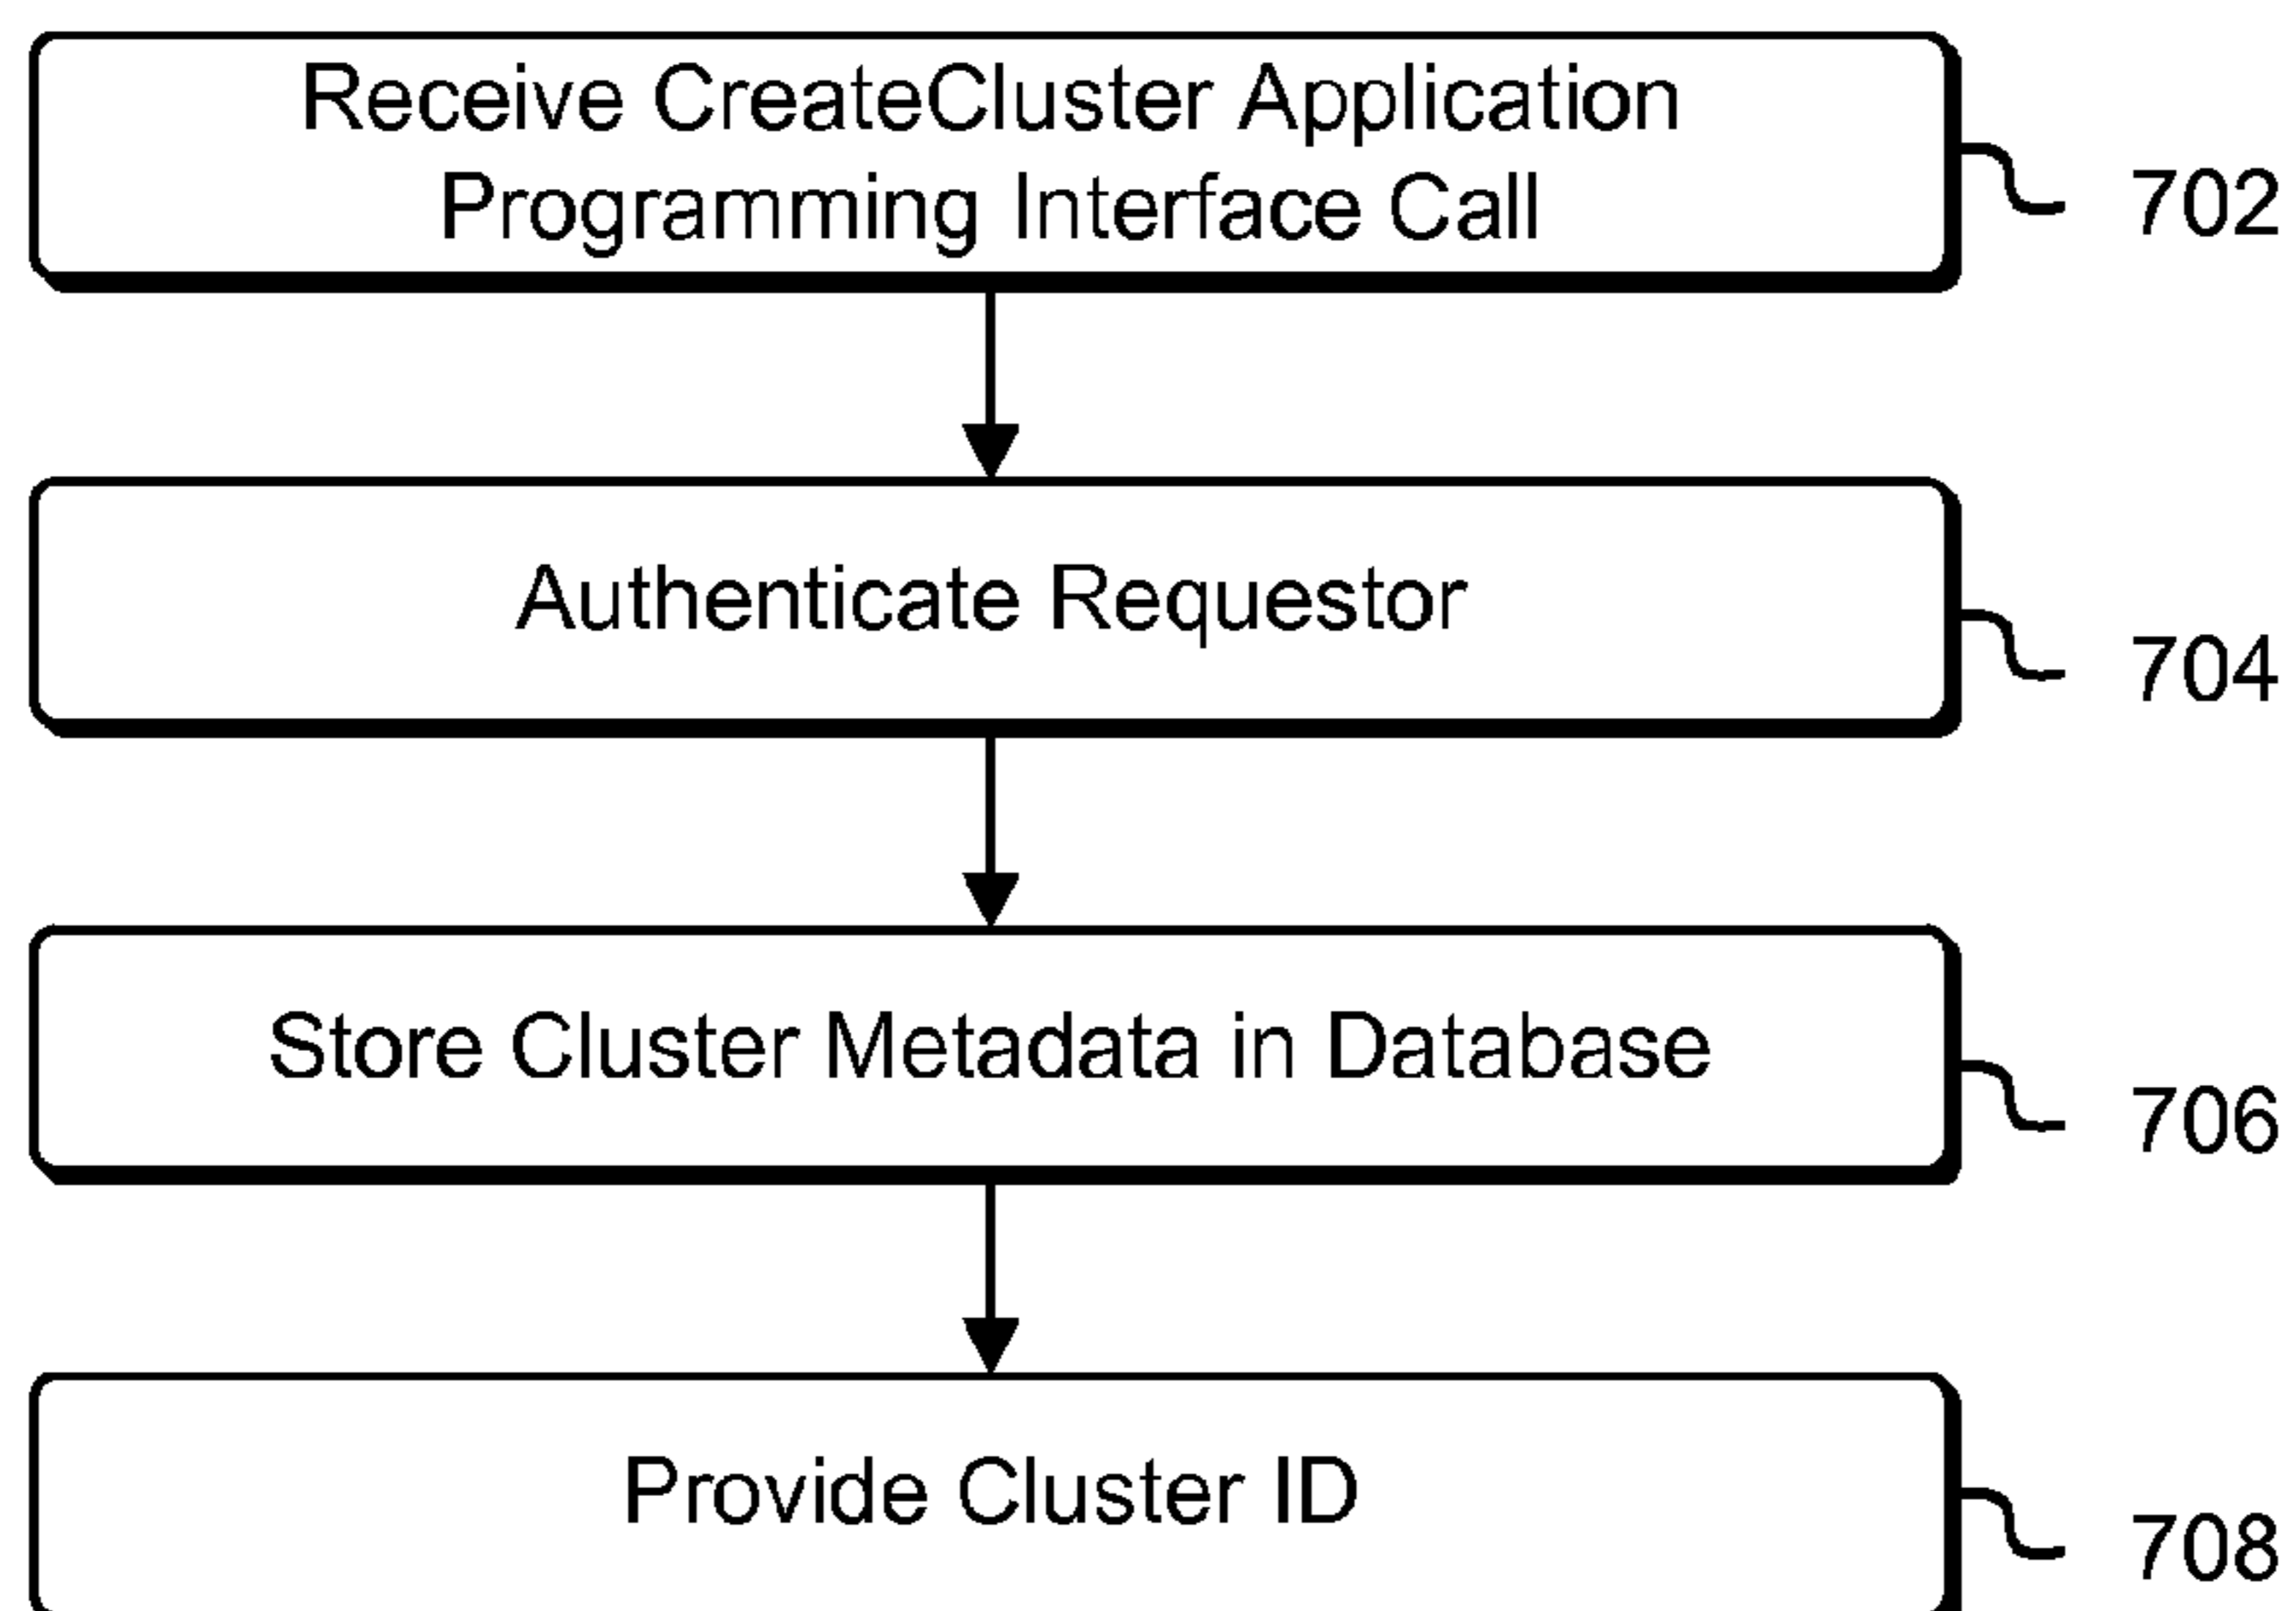 Receive CreateCluster Application
Programming Interface Call
702
Authenticate Requestor
704
Store Cluster Metadata in Database
706
Provide Cluster ID
708